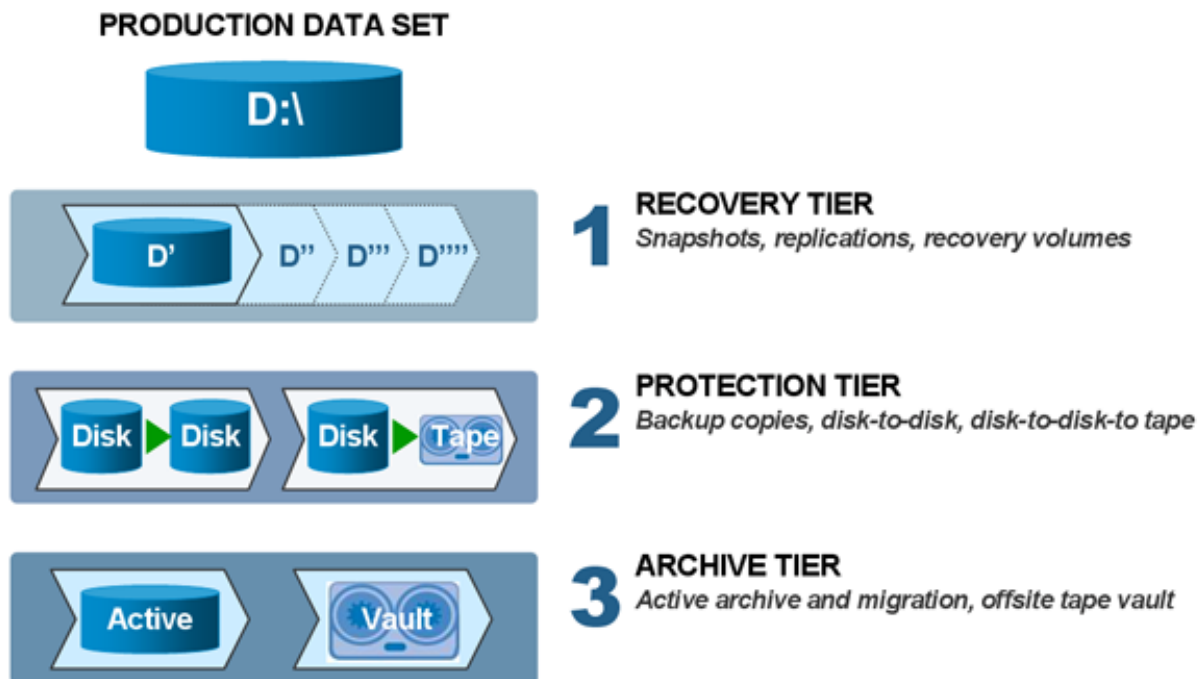 PRODUCTION DATA SET
D:\
D' D'' D''' D''''
1 RECOVERY TIER
Snapshots, replications, recovery volumes
Disk Disk Disk Tape
2 PROTECTION TIER
Backup copies, disk-to-disk, disk-to-disk-to tape
Active Vault
3 ARCHIVE TIER
Active archive and migration, offsite tape vault